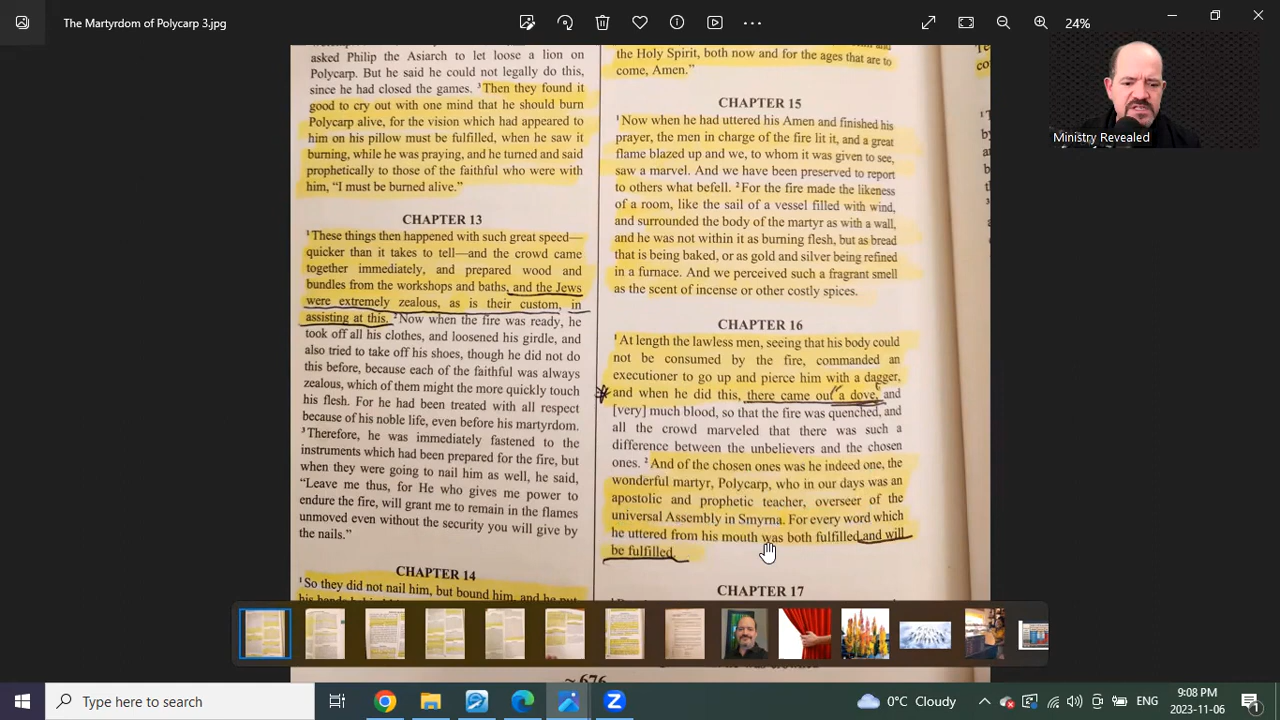 The Martyrdom of Polycarp 3.jpg
24%
Ministry Revealed
asked Philip the Asiarch to let loose a lion on
Polycarp. But he said he could not legally do this,
since he had closed the games. ³Then they found it
good to cry out with one mind that he should burn
Polycarp alive, for the vision which had appeared to
him on his pillow must be fulfilled, when he saw it
burning, while he was praying, and he turned and said
prophetically to those of the faithful who were with
him, “I must be burned alive.”
CHAPTER 13
¹These things then happened with such great speed—
quicker than it takes to tell—and the crowd came
together immediately, and prepared wood and
bundles from the workshops and baths, and the Jews
were extremely zealous, as is their custom, in
assisting at this. ²Now when the fire was ready, he
took off all his clothes, and loosened his girdle, and
also tried to take off his shoes, though he did not do
this before, because each of the faithful was always
zealous, which of them might the more quickly touch
his flesh. For he had been treated with all respect
because of his noble life, even before his martyrdom.
³Therefore, he was immediately fastened to the
instruments which had been prepared for the fire, but
when they were going to nail him as well, he said,
“Leave me thus, for He who gives me power to
endure the fire, will grant me to remain in the flames
unmoved even without the security you will give by
the nails.”
CHAPTER 14
¹So they did not nail him, but bound him, and he put
the Holy Spirit, both now and for the ages that are to
come, Amen.”
CHAPTER 15
¹Now when he had uttered his Amen and finished his
prayer, the men in charge of the fire lit it, and a great
flame blazed up and we, to whom it was given to see,
saw a marvel. And we have been preserved to report
to others what befell. ²For the fire made the likeness
of a room, like the sail of a vessel filled with wind,
and surrounded the body of the martyr as with a wall,
and he was not within it as burning flesh, but as bread
that is being baked, or as gold and silver being refined
in a furnace. And we perceived such a fragrant smell
as the scent of incense or other costly spices.
CHAPTER 16
¹At length the lawless men, seeing that his body could
not be consumed by the fire, commanded an
executioner to go up and pierce him with a dagger,
and when he did this, there came out a dove, and
[very] much blood, so that the fire was quenched, and
all the crowd marveled that there was such a
difference between the unbelievers and the chosen
ones. ²And of the chosen ones was he indeed one, the
wonderful martyr, Polycarp, who in our days was an
apostolic and prophetic teacher, overseer of the
universal Assembly in Smyrna. For every word which
he uttered from his mouth was both fulfilled and will
be fulfilled.
CHAPTER 17
~ 676
Type here to search
0°C Cloudy
ENG
9:08 PM
2023-11-06
1